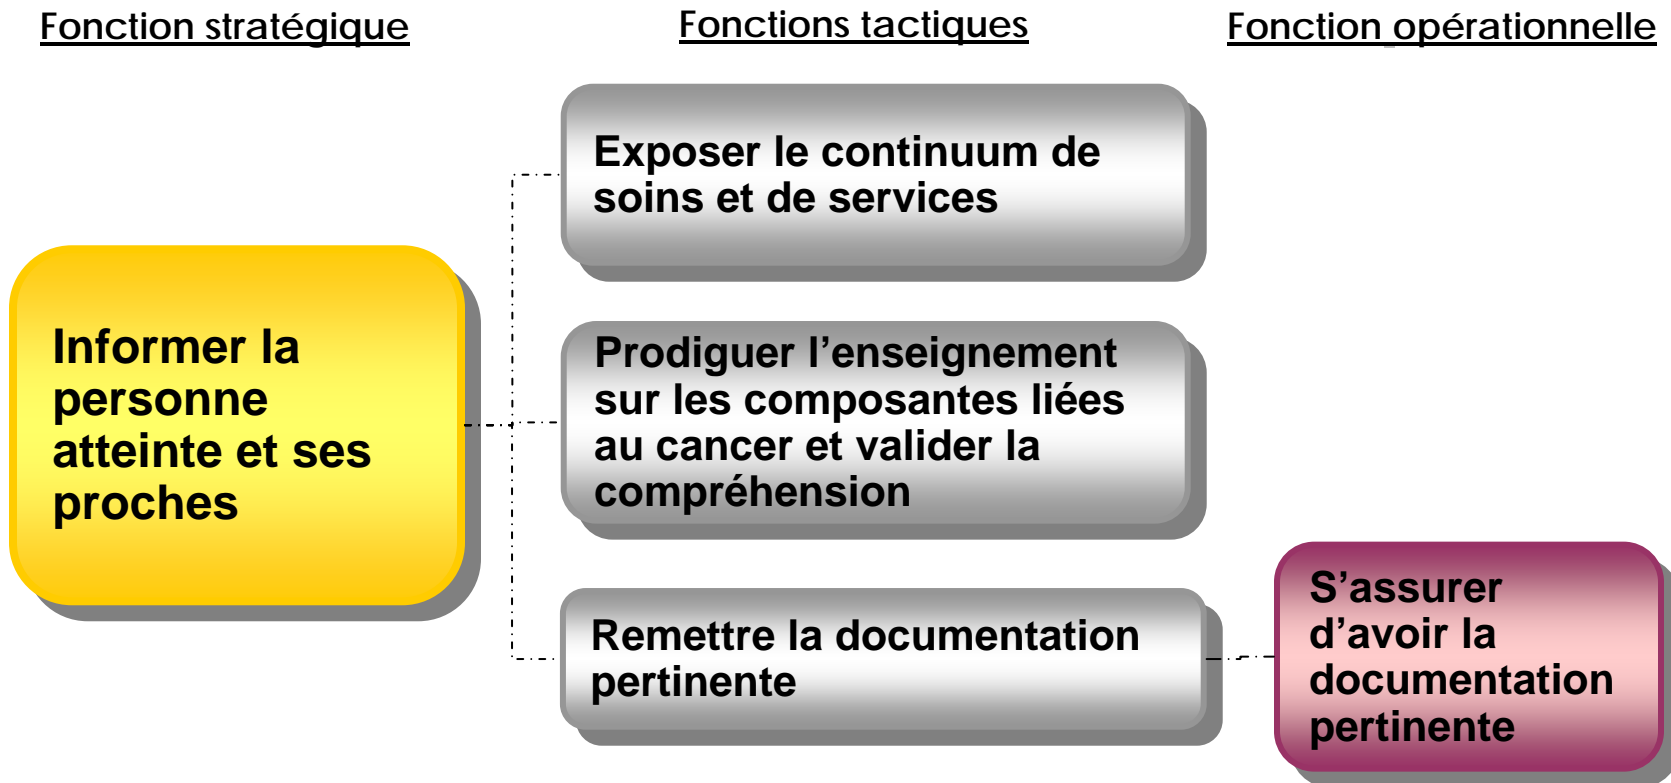 Fonction stratégique
Fonctions tactiques
Fonction opérationnelle
Exposer le continuum de
soins et de services
Informer la
personne
atteinte et ses
proches
Prodiguer l’enseignement
sur les composantes liées
au cancer et valider la
compréhension
Remettre la documentation
pertinente
S’assurer
d’avoir la
documentation
pertinente